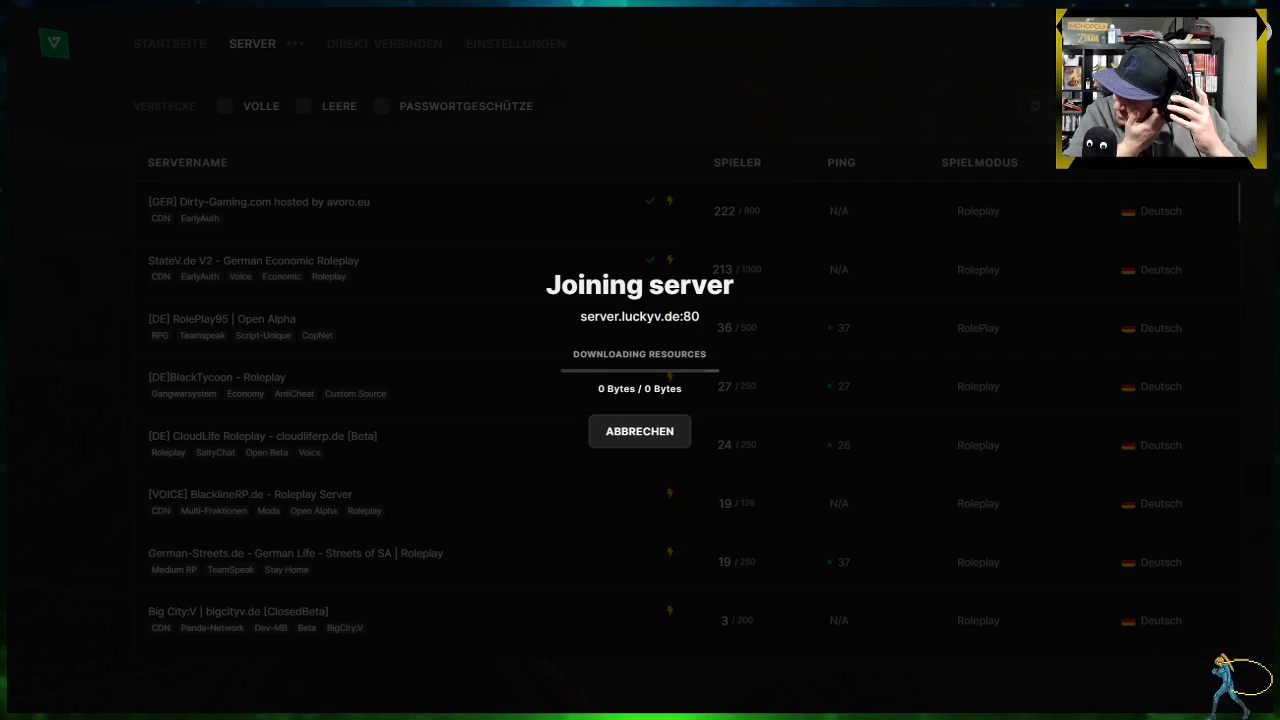 STARTSEITE SERVER ••• DIREKT VERBINDEN EINSTELLUNGEN
MONOPOLY
ZELDA
VERSTECKE VOLLE LEERE PASSWORTGESCHÜTZE
SERVERNAME SPIELER PING SPIELMODUS
[GER] Dirty-Gaming.com hosted by avoro.eu 222 / 800 N/A Roleplay Deutsch
CDN EarlyAuth
StateV.de V2 - German Economic Roleplay 213 / 1300 N/A Roleplay Deutsch
CDN EarlyAuth Voice Economic Roleplay
Joining server
server.luckyv.de:80
[DE] RolePlay95 | Open Alpha 36 / 500 37 RolePlay Deutsch
RPG Teamspeak Script-Unique CopNet
DOWNLOADING RESOURCES
[DE]BlackTycoon - Roleplay 27 / 250 27 Roleplay Deutsch
Gangwarsystem Economy AntiCheat Custom Source
0 Bytes / 0 Bytes
ABBRECHEN
[DE] CloudLife Roleplay - cloudliferp.de [Beta] 24 / 250 26 Roleplay Deutsch
Roleplay SaltyChat Open Beta Voice
[VOICE] BlacklineRP.de - Roleplay Server 19 / 128 N/A Roleplay Deutsch
CDN Multi-Fraktionen Mods Open Alpha Roleplay
German-Streets.de - German Life - Streets of SA | Roleplay 19 / 250 37 Roleplay Deutsch
Medium RP TeamSpeak Stay Home
Big City:V | bigcityv.de [ClosedBeta] 3 / 200 N/A Roleplay Deutsch
CDN Panda-Network Dev-MB Beta BigCity:V